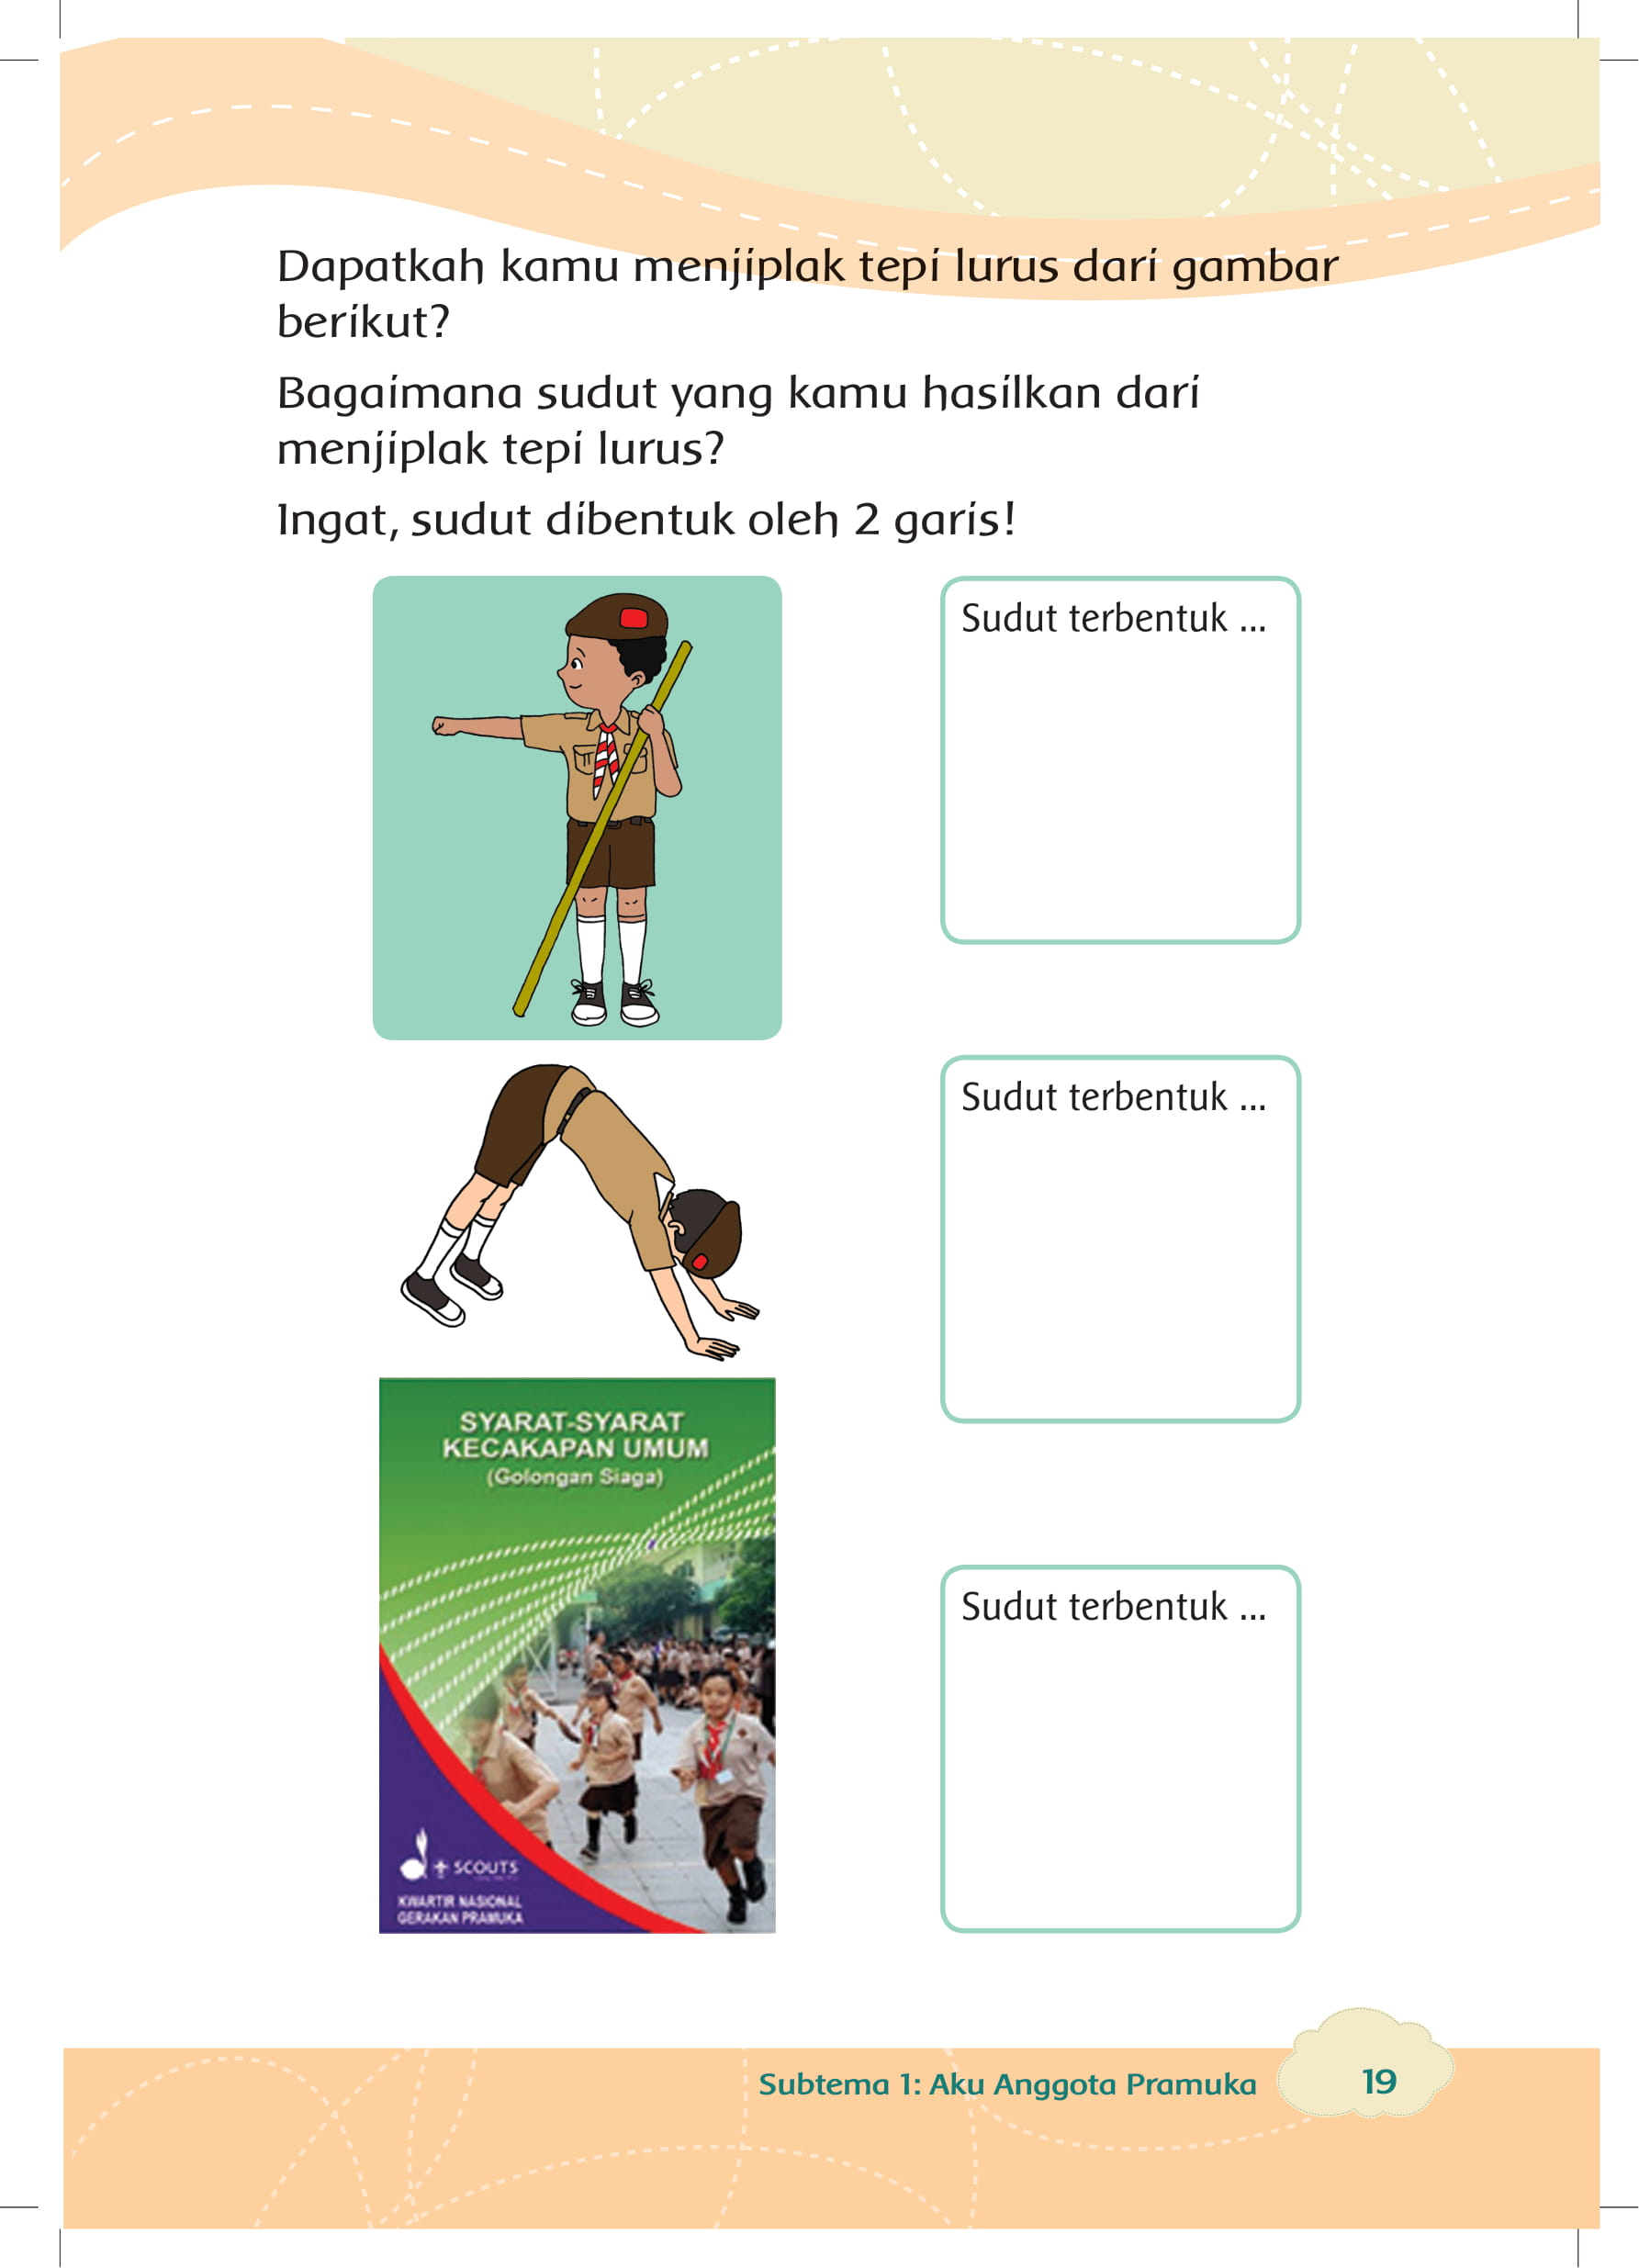 Dapatkah kamu menjiplak tepi lurus dari gambar
berikut?
Bagaimana sudut yang kamu hasilkan dari
menjiplak tepi lurus?
Ingat, sudut dibentuk oleh 2 garis!
Sudut terbentuk ...
Sudut terbentuk ...
SYARAT-SYARAT
KECAKAPAN UMUM
(Golongan Siaga)
Sudut terbentuk ...
SCOUTS
KWARTIR NASIONAL
GERAKAN PRAMUKA
Subtema 1: Aku Anggota Pramuka
19